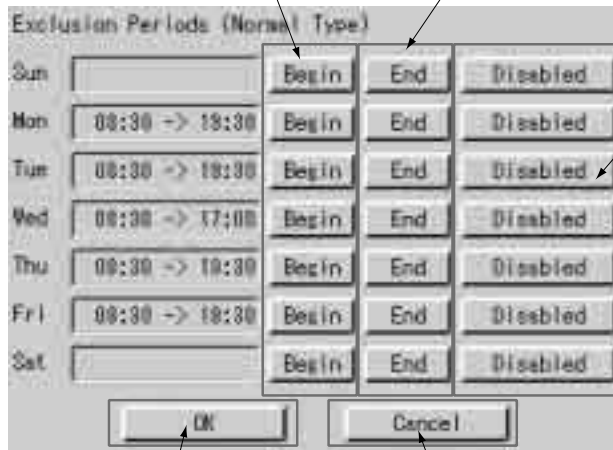 Exclusion Periods (Normal Type)
Sun Begin End Disabled
Mon 08:30 -> 18:30 Begin End Disabled
Tue 08:30 -> 18:30 Begin End Disabled
Wed 08:30 -> 17:00 Begin End Disabled
Thu 08:30 -> 18:30 Begin End Disabled
Fri 08:30 -> 18:30 Begin End Disabled
Sat Begin End Disabled
OK Cancel